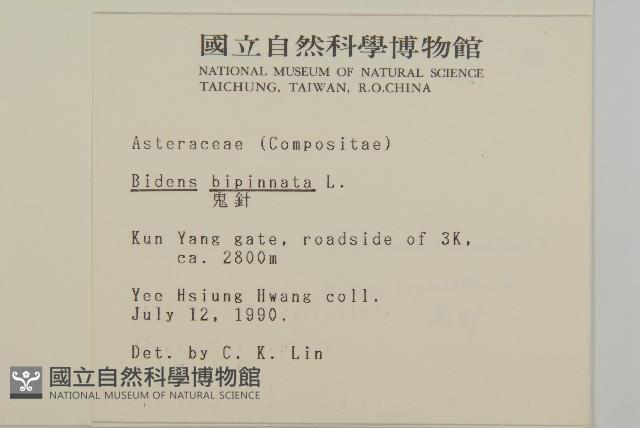 國立自然科學博物館
NATIONAL MUSEUM OF NATURAL SCIENCE
TAICHUNG, TAIWAN, R.O.CHINA
Asteraceae (Compositae)
Bidens bipinnata L.
鬼針
Kun Yang gate, roadside of 3K,
ca. 2800m
Yee Hsiung Hwang coll.
July 12, 1990.
Det. by C. K. Lin
國立自然科學博物館
NATIONAL MUSEUM OF NATURAL SCIENCE